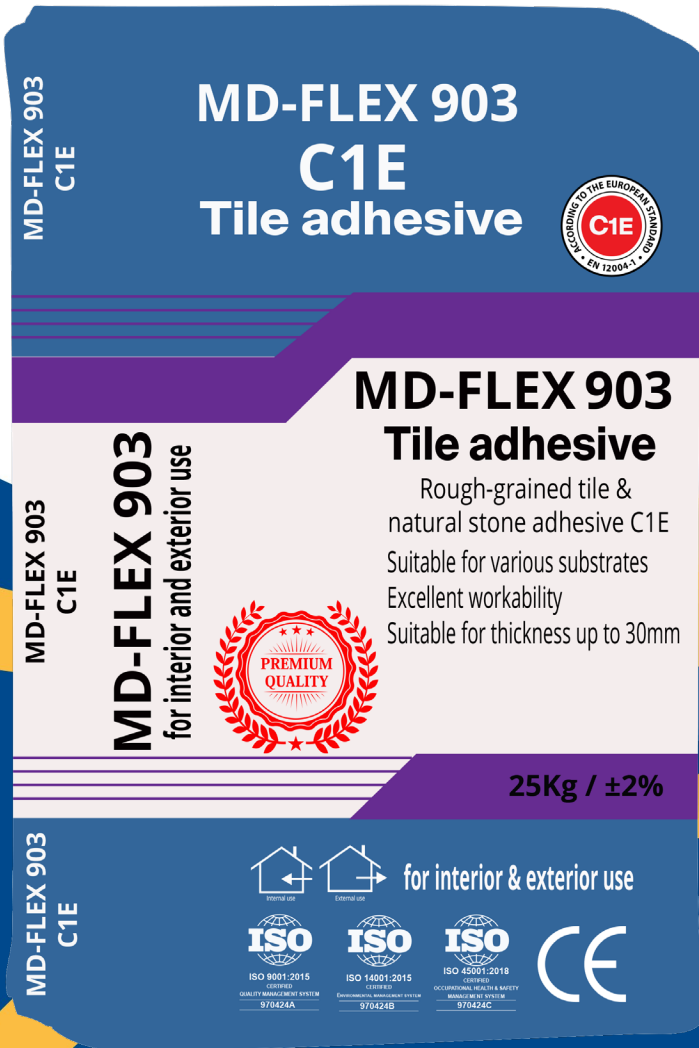 MD-FLEX 903
C1E
MD-FLEX 903
C1E
Tile adhesive
ACCORDING TO THE EUROPEAN STANDARD
C1E
• EN 12004-1 •
MD-FLEX 903
Tile adhesive
Rough-grained tile &
natural stone adhesive C1E
Suitable for various substrates
Excellent workability
Suitable for thickness up to 30mm
MD-FLEX 903
C1E
MD-FLEX 903
for interior and exterior use
PREMIUM
QUALITY
25Kg / ±2%
MD-FLEX 903
C1E
Internal use
External use
for interior & exterior use
ISO
ISO 9001:2015
CERTIFIED
QUALITY MANAGEMENT SYSTEM
970424A
ISO
ISO 14001:2015
CERTIFIED
ENVIRONMENTAL MANAGEMENT SYSTEM
970424B
ISO
ISO 45001:2018
CERTIFIED
OCCUPATIONAL HEALTH & SAFETY
MANAGEMENT SYSTEM
970424C
CE